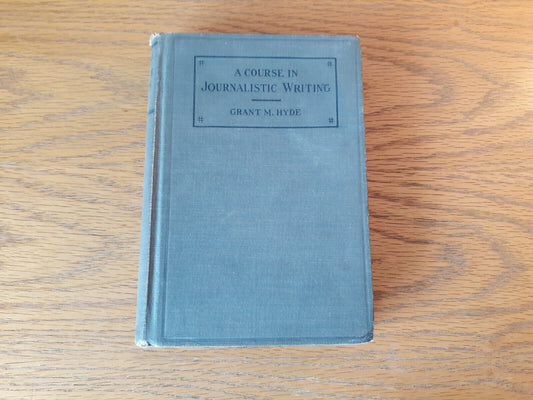 A COURSE IN
JOURNALISTIC WRITING
GRANT M. HYDE